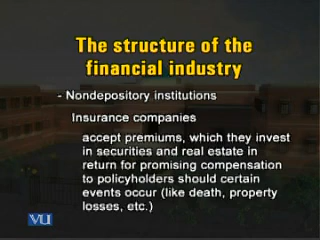 The structure of the
financial industry
- Nondepository institutions
Insurance companies
accept premiums, which they invest
in securities and real estate in
return for promising compensation
to policyholders should certain
events occur (like death, property
losses, etc.)
VU